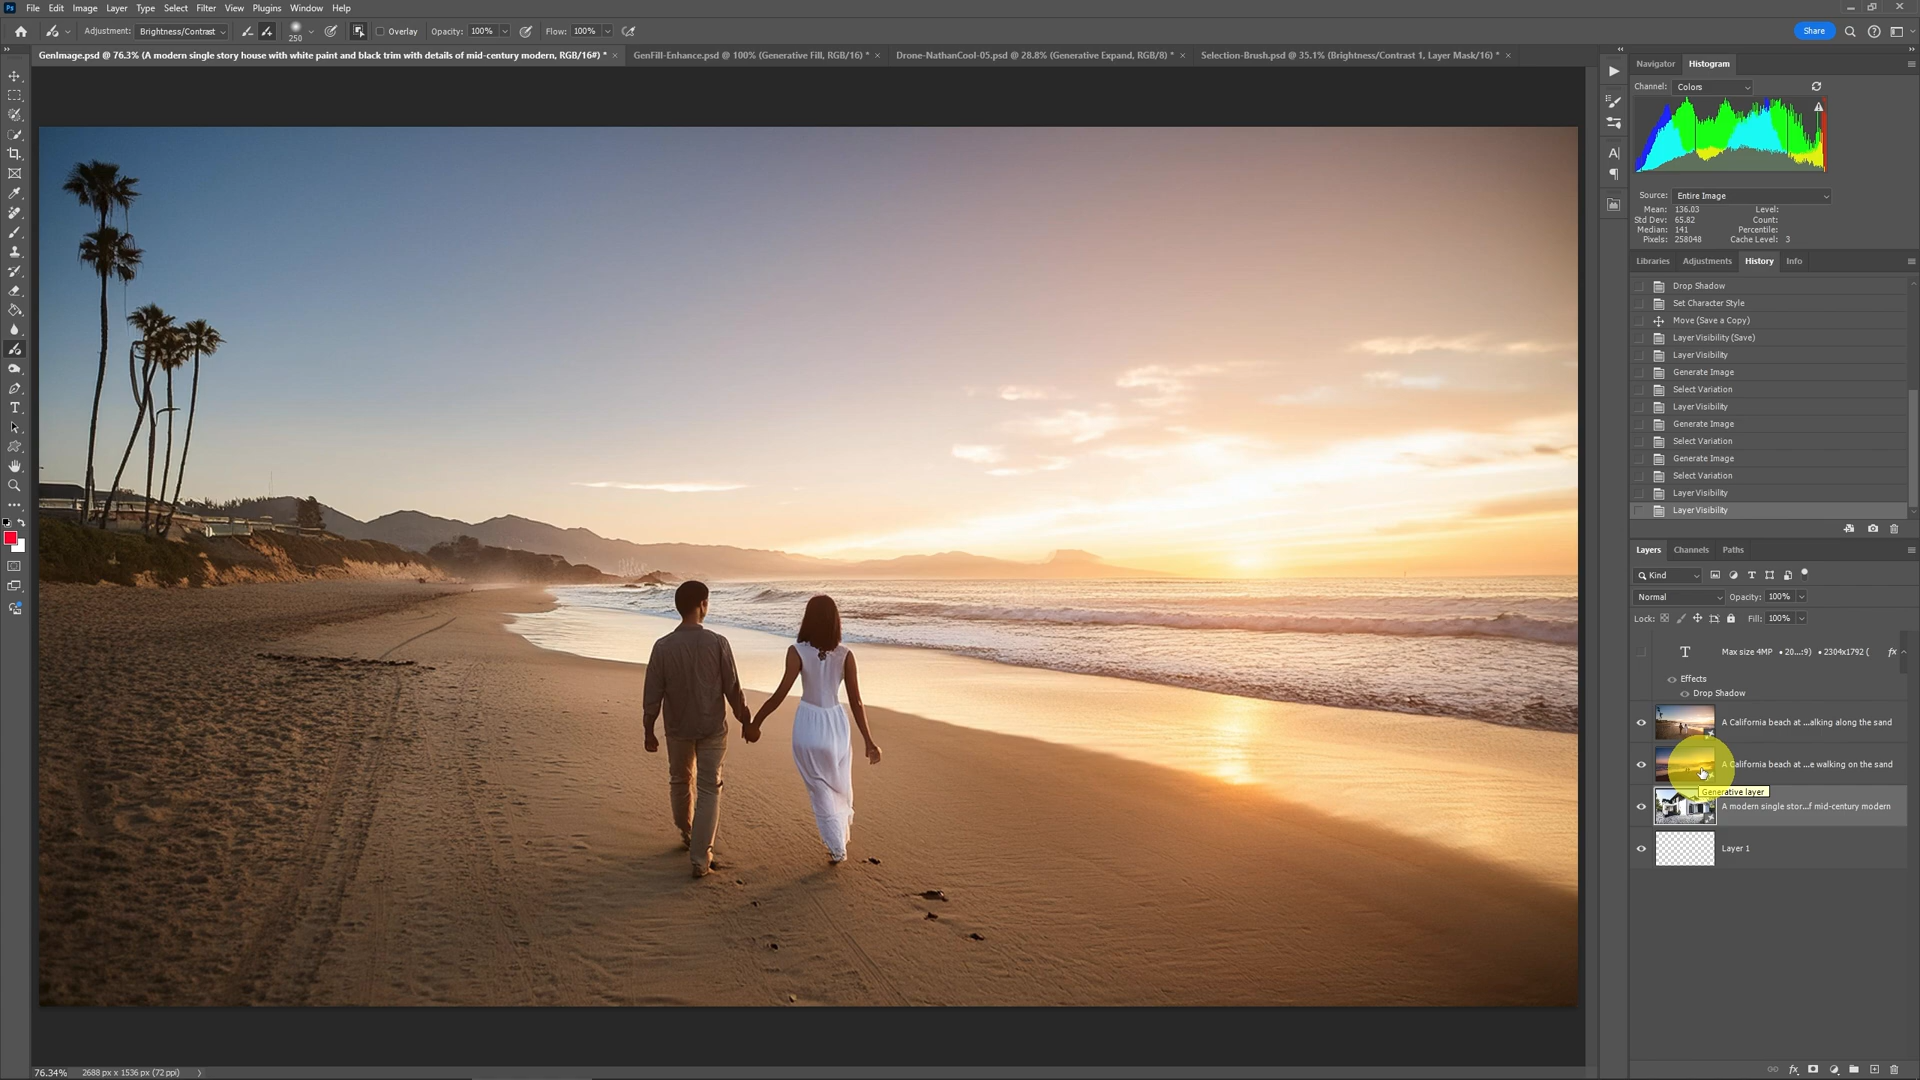 Ps File Edit Image Layer Type Select Filter View Plugins Window Help
Adjustment: Brightness/Contrast 250 Overlay Opacity: 100% Flow: 100% Share
GenImage.psd @ 76.3% (A modern single story house with white paint and black trim with details of mid-century modern, RGB/16#) * × GenFill-Enhance.psd @ 100% (Generative Fill, RGB/16) * × Drone-NathanCool-05.psd @ 28.8% (Generative Expand, RGB/8) * × Selection-Brush.psd @ 35.1% (Brightness/Contrast 1, Layer Mask/16) * ×
Navigator Histogram
Channel: Colors
Source: Entire Image
Mean: 136.03 Level:
Std Dev: 65.82 Count:
Median: 141 Percentile:
Pixels: 258048 Cache Level: 3
Libraries Adjustments History Info
Drop Shadow
Set Character Style
Move (Save a Copy)
Layer Visibility (Save)
Layer Visibility
Generate Image
Select Variation
Layer Visibility
Generate Image
Select Variation
Generate Image
Select Variation
Layer Visibility
Layer Visibility
Layers Channels Paths
Kind
Normal Opacity: 100%
Lock: Fill: 100%
T Max size 4MP • 20...:9) • 2304x1792 ( fx
Effects
Drop Shadow
A California beach at ...alking along the sand
A California beach at ...e walking on the sand
Generative layer
A modern single stor...f mid-century modern
Layer 1
76.34% 2688 px x 1536 px (72 ppi)